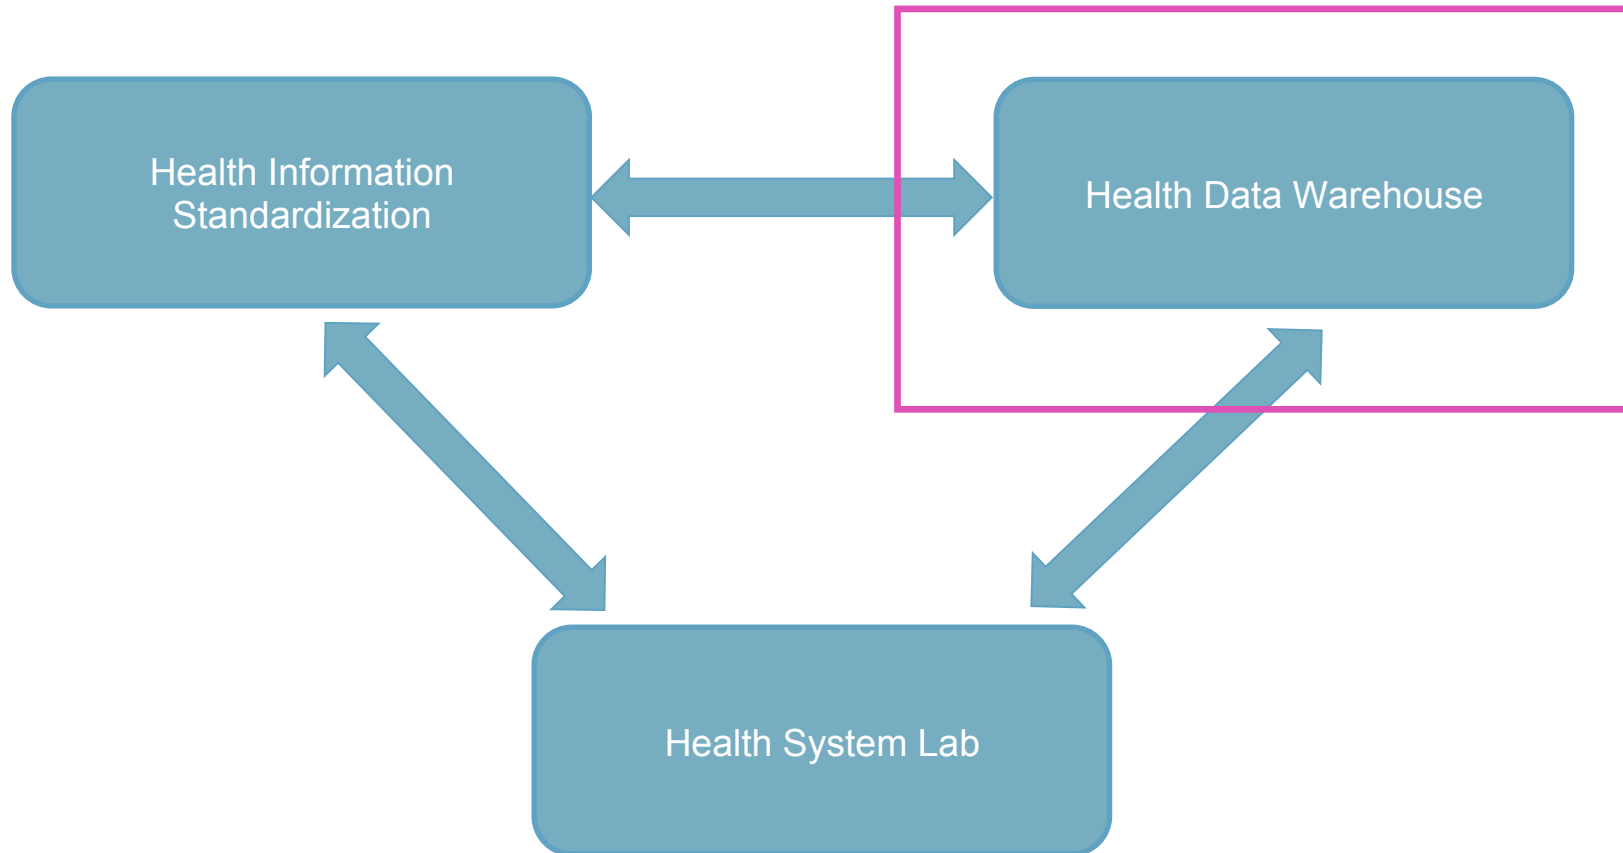 Health Information
Standardization
Health Data Warehouse
Health System Lab